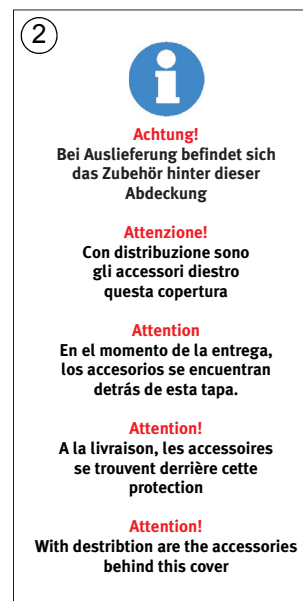 2
i
Achtung!
Bei Auslieferung befindet sich
das Zubehör hinter dieser
Abdeckung
Attenzione!
Con distribuzione sono
gli accessori diestro
questa copertura
Attention
En el momento de la entrega,
los accesorios se encuentran
detrás de esta tapa.
Attention!
A la livraison, les accessoires
se trouvent derrière cette
protection
Attention!
With destribtion are the accessories
behind this cover